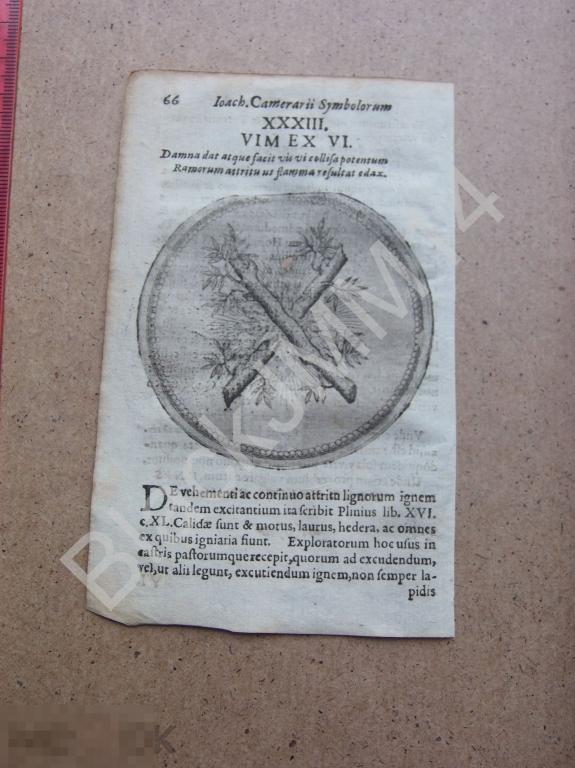 66 Ioach. Camerarii Symbolorum
XXXIII.
VIM EX VI.
Damna dat atque facit vis vi colliſa potentum
Ramorum attritu ut flamma reſultat edax.
DE vehementi ac continuo attritu lignorum ignem
tandem excitantium ita ſcribit Plinius lib. XVI.
c. XL. Calidæ ſunt & morus, laurus, hedera, ac omnes
ex quibus igniaria fiunt. Exploratorum hoc usus in
caſtris paſtorumque recepit, quorum ad excudendum,
vel, ut alii legunt, excutiendum ignem, non ſemper la-
pidis